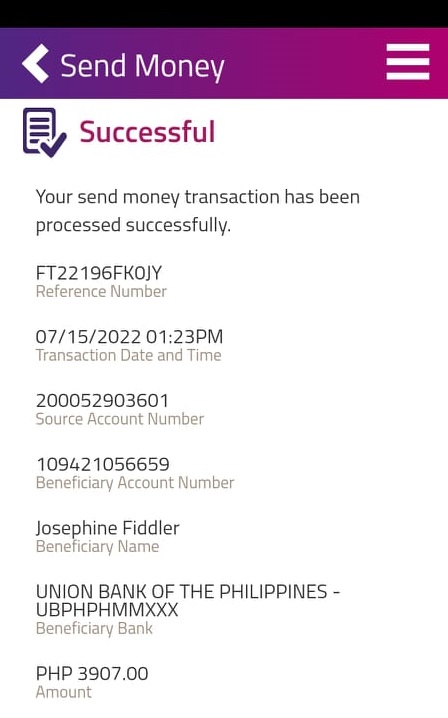 Send Money
Successful
Your send money transaction has been
processed successfully.
FT22196FK0JY
Reference Number
07/15/2022 01:23PM
Transaction Date and Time
200052903601
Source Account Number
109421056659
Beneficiary Account Number
Josephine Fiddler
Beneficiary Name
UNION BANK OF THE PHILIPPINES -
UBPHPHMMXXX
Beneficiary Bank
PHP 3907.00
Amount